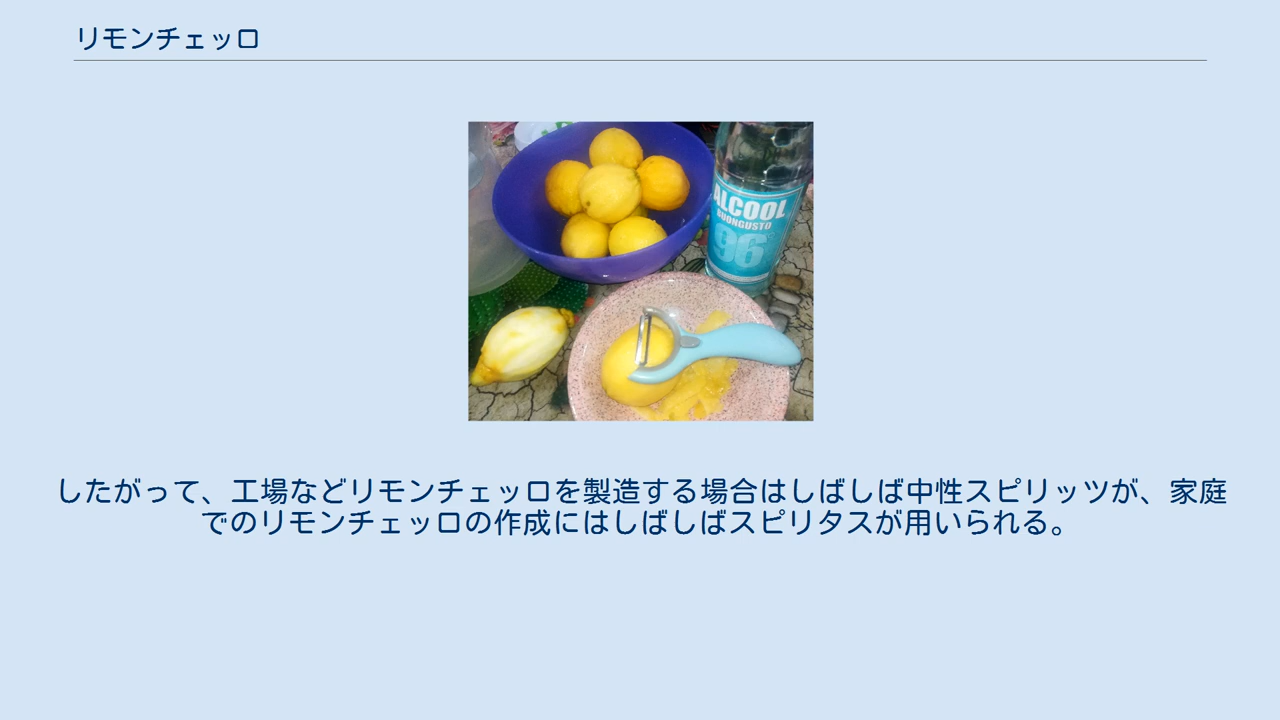 リモンチェッロ
ALCOOL
BUONGUSTO
96°
したがって、工場などリモンチェッロを製造する場合はしばしば中性スピリッツが、家庭
でのリモンチェッロの作成にはしばしばスピリタスが用いられる。